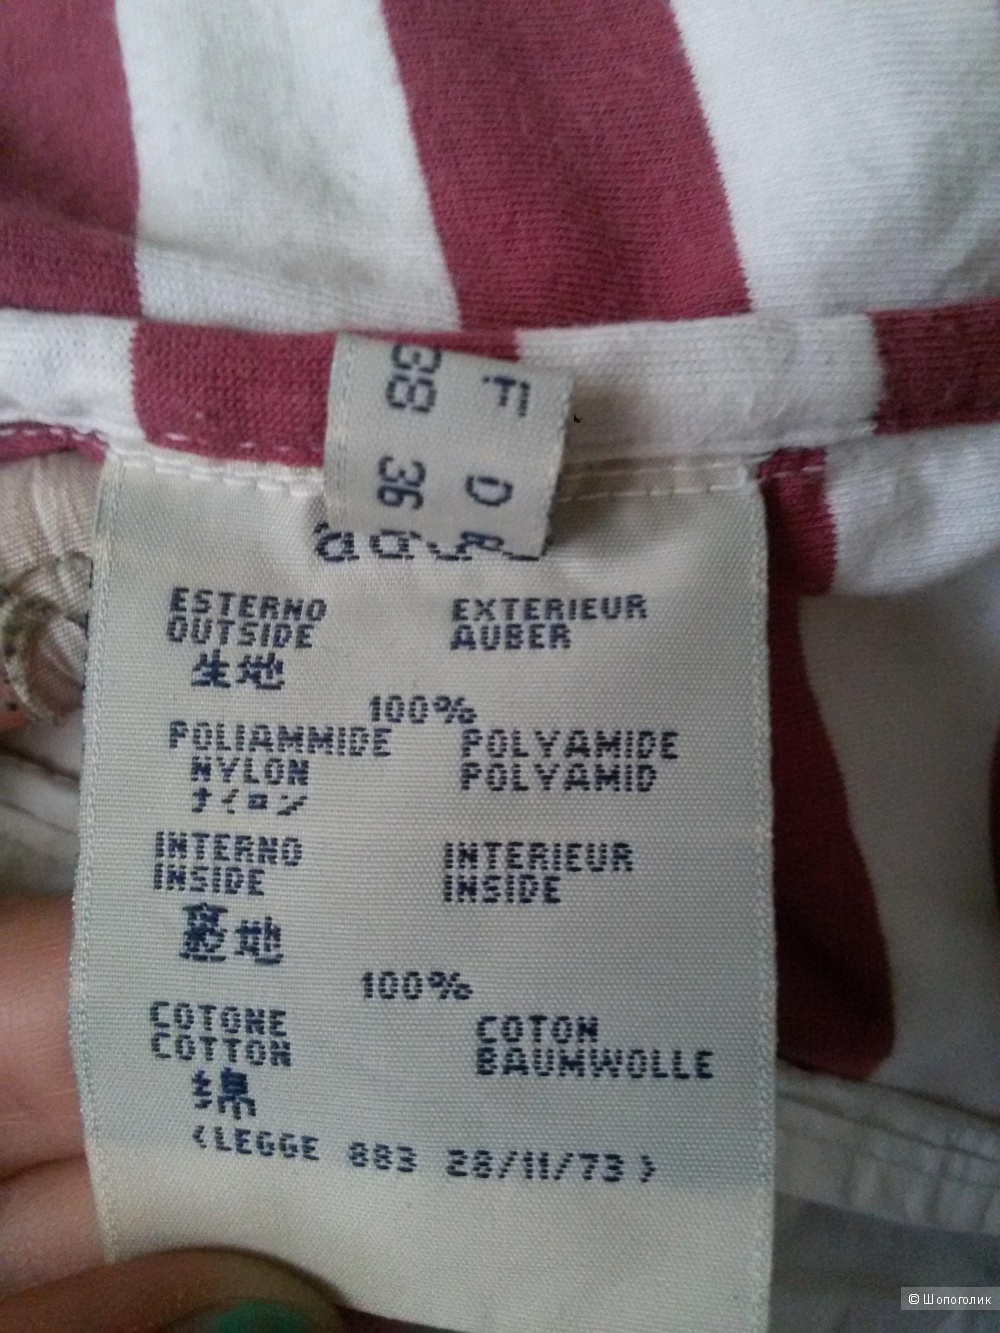 F 38
D 36
ESTERNO EXTERIEUR
OUTSIDE AUBER
生地
100%
POLIAMMIDE POLYAMIDE
NYLON POLYAMID
ナイロン
INTERNO INTERIEUR
INSIDE INSIDE
裏地
100%
COTONE COTON
COTTON BAUMWOLLE
綿
(LEGGE 883 28/11/73)
© Шопоголик